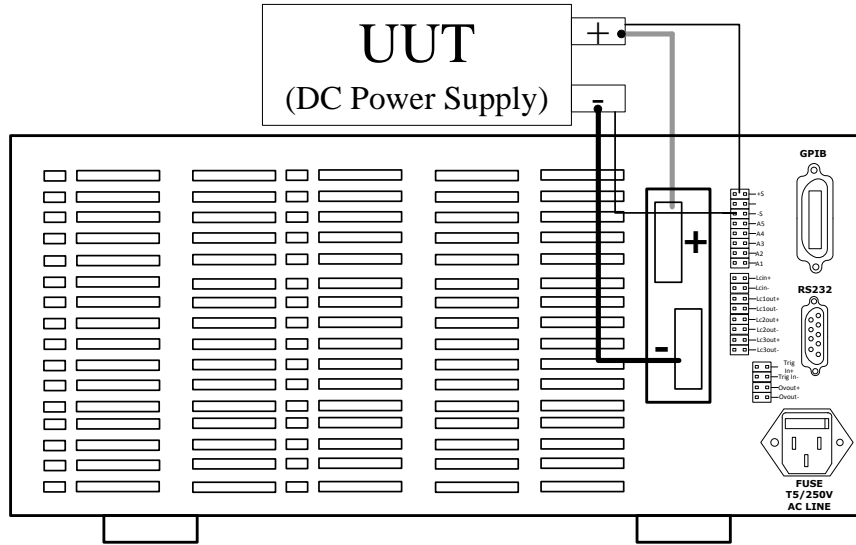 UUT
(DC Power Supply)
+
-
GPIB
+S
-S
A5
A4
A3
A2
A1
+
-
RS232
Lcin+
Lcin-
Lc1out+
Lc1out-
Lc2out+
Lc2out-
Lc3out+
Lc3out-
Trig
In+
Trig In-
Ovout+
Ovout-
FUSE
T5/250V
AC LINE